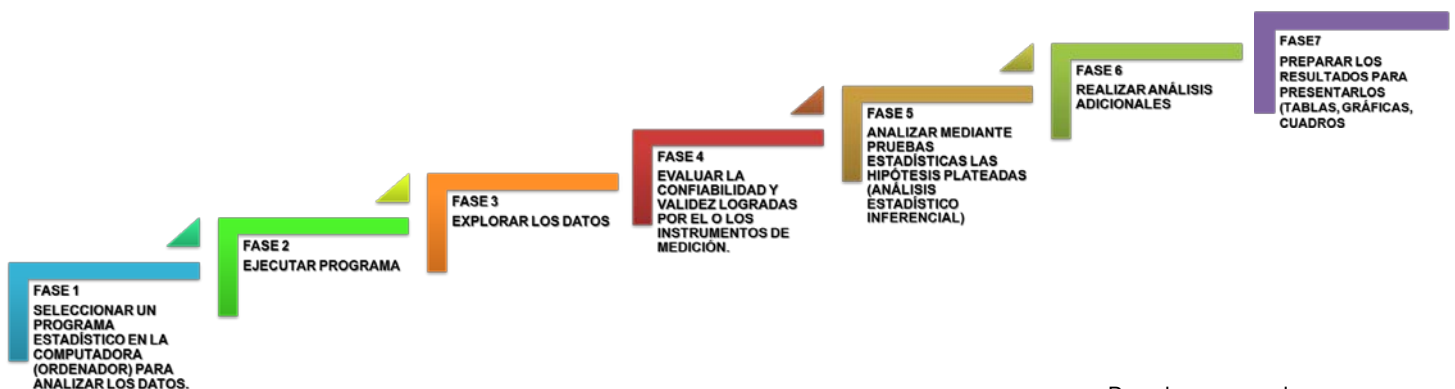 FASE 1
SELECCIONAR UN
PROGRAMA
ESTADÍSTICO EN LA
COMPUTADORA
(ORDENADOR) PARA
ANALIZAR LOS DATOS.
FASE 2
EJECUTAR PROGRAMA
FASE 3
EXPLORAR LOS DATOS
FASE 4
EVALUAR LA
CONFIABILIDAD Y
VALIDEZ LOGRADAS
POR EL O LOS
INSTRUMENTOS DE
MEDICIÓN.
FASE 5
ANALIZAR MEDIANTE
PRUEBAS
ESTADÍSTICAS LAS
HIPÓTESIS PLATEADAS
(ANÁLISIS
ESTADÍSTICO
INFERENCIAL)
FASE 6
REALIZAR ANÁLISIS
ADICIONALES
FASE7
PREPARAR LOS
RESULTADOS PARA
PRESENTARLOS
(TABLAS, GRÁFICAS,
CUADROS